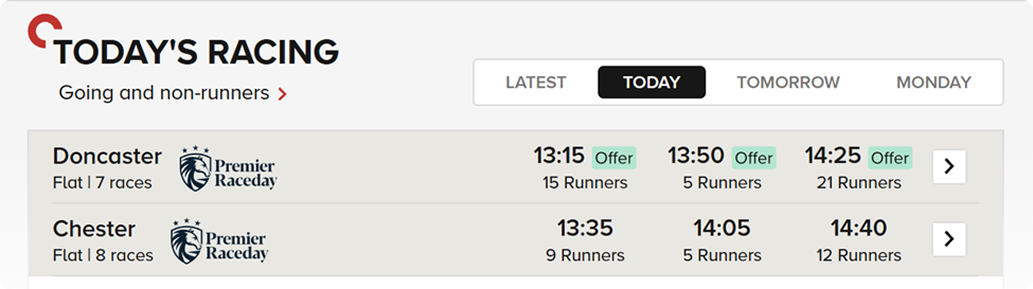 TODAY'S RACING
Going and non-runners
LATEST TODAY TOMORROW MONDAY
Doncaster Premier Raceday 13:15 Offer 13:50 Offer 14:25 Offer
Flat | 7 races 15 Runners 5 Runners 21 Runners
Chester Premier Raceday 13:35 14:05 14:40
Flat | 8 races 9 Runners 5 Runners 12 Runners